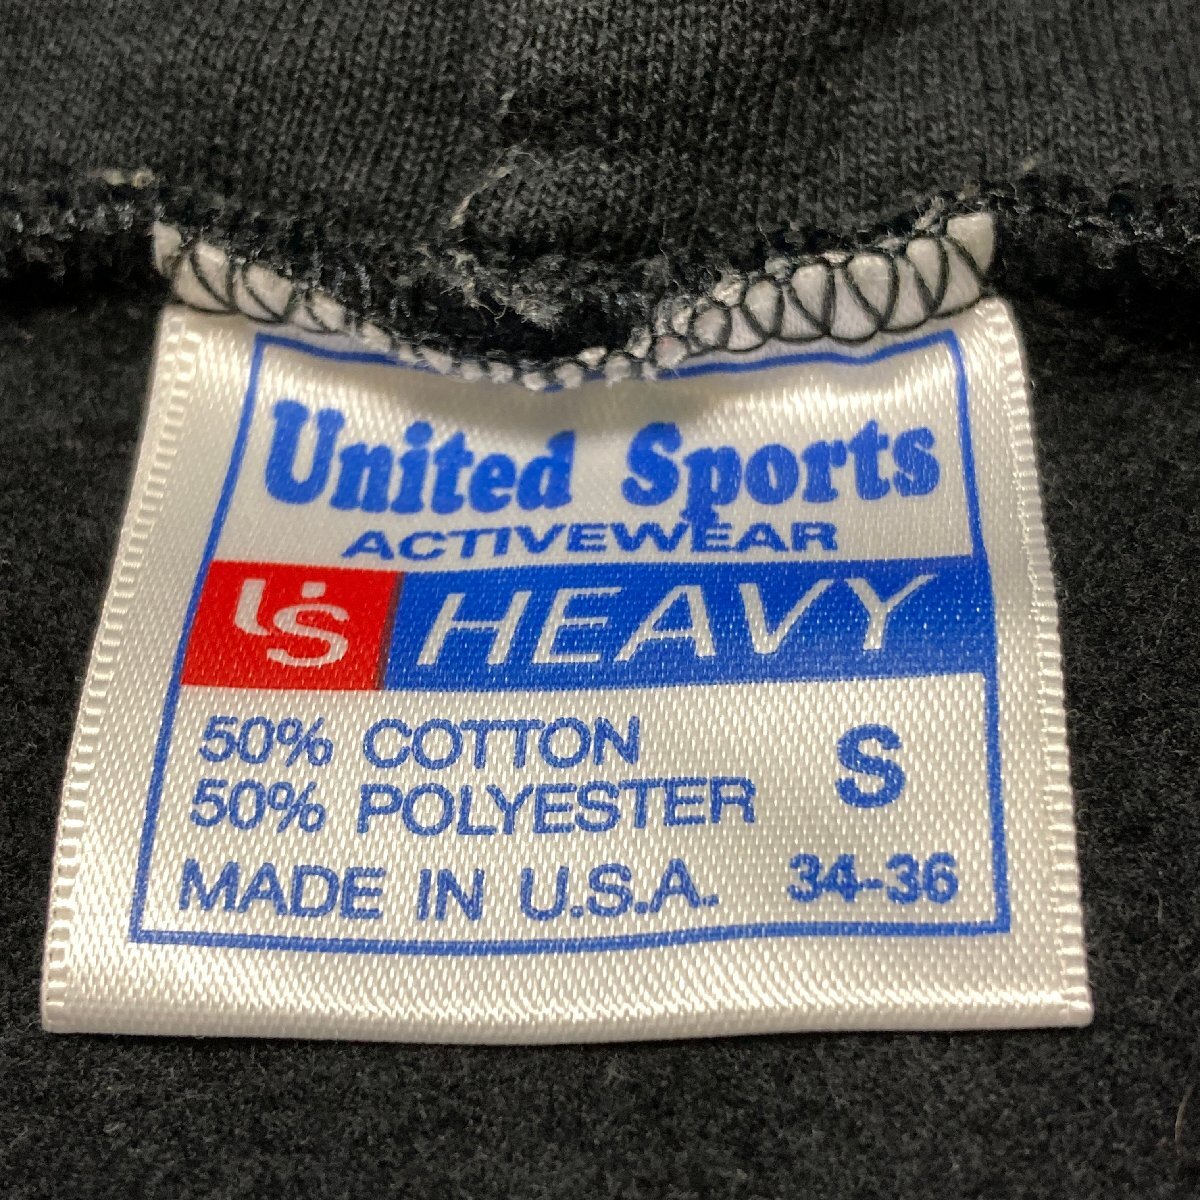 United Sports
ACTIVEWEAR
US HEAVY
50% COTTON
50% POLYESTER
S
MADE IN U.S.A.
34-36